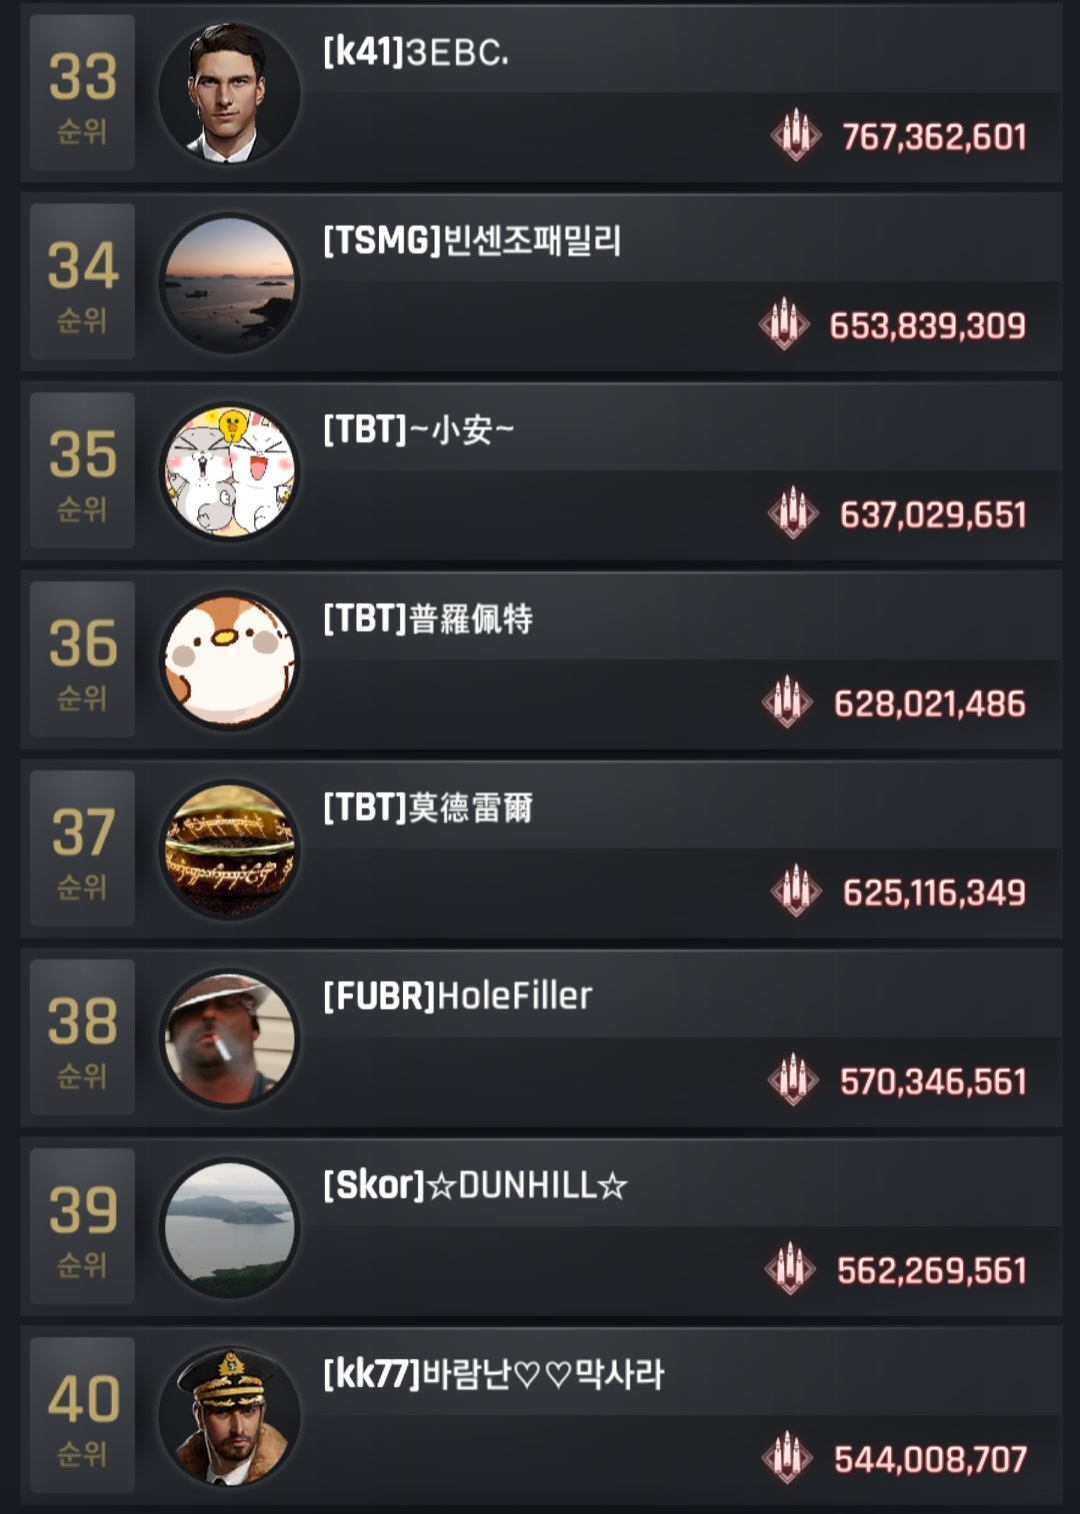 33
순위
[k41]3EBC.
767,362,601
34
순위
[TSMG]빈센조패밀리
653,839,309
35
순위
[TBT]~小安~
637,029,651
36
순위
[TBT]普羅佩特
628,021,486
37
순위
[TBT]莫德雷爾
625,116,349
38
순위
[FUBR]HoleFiller
570,346,561
39
순위
[Skor]☆DUNHILL☆
562,269,561
40
순위
[kk77]바람난♡♡막사라
544,008,707